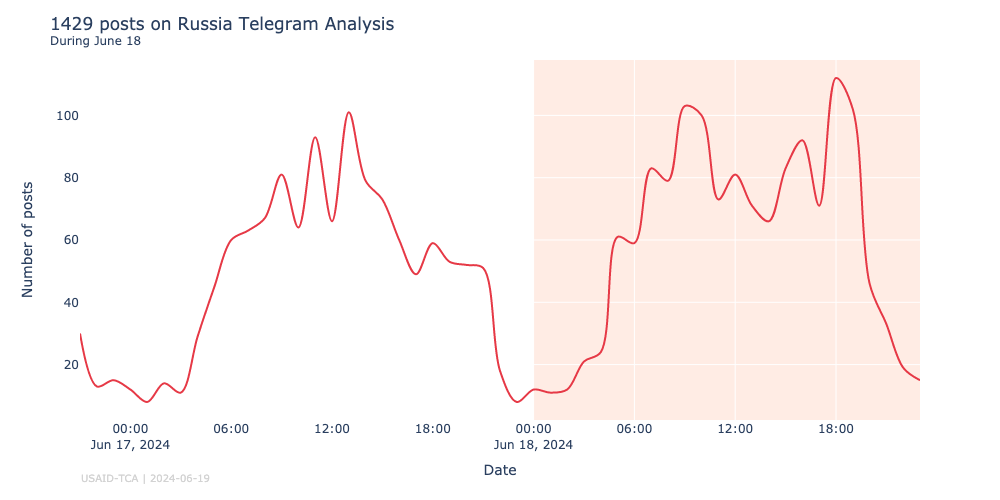 1429 posts on Russia Telegram Analysis
During June 18
Number of posts
100
80
60
40
20
00:00 06:00 12:00 18:00 00:00 06:00 12:00 18:00
Jun 17, 2024 Jun 18, 2024
Date
USAID-TCA | 2024-06-19